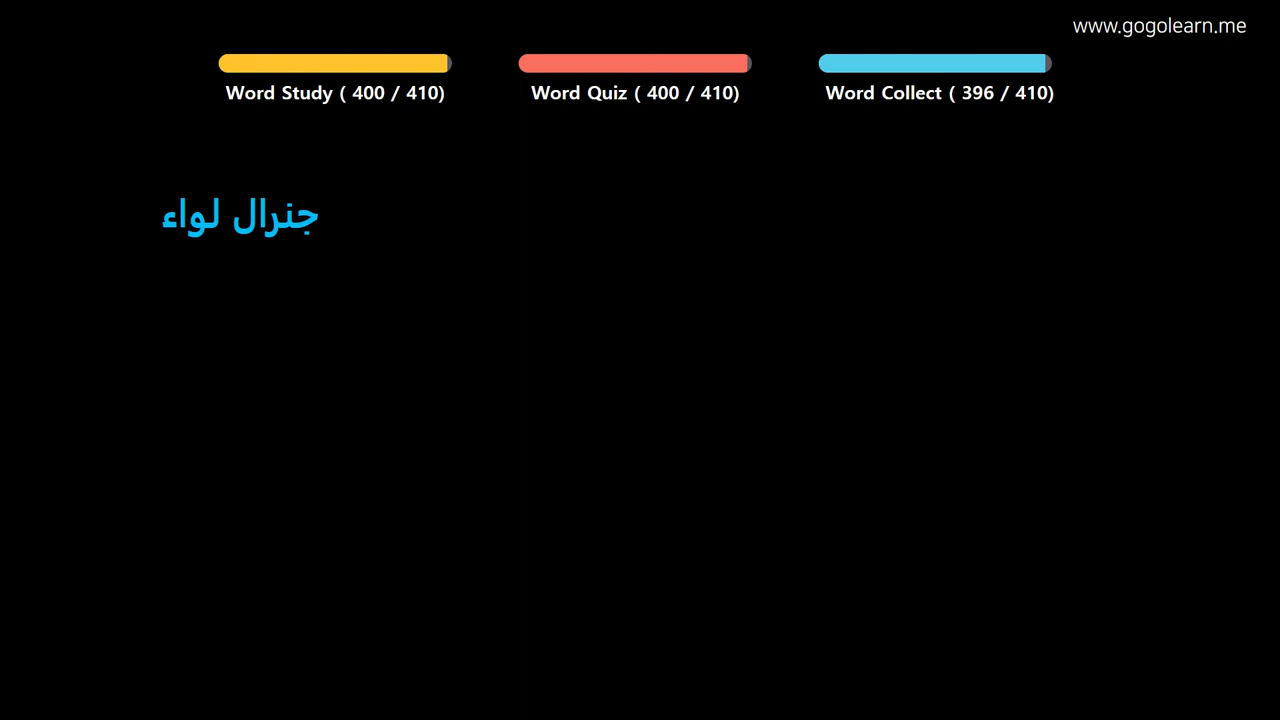 www.gogolearn.me
Word Study ( 400 / 410)
Word Quiz ( 400 / 410)
Word Collect ( 396 / 410)
جنرال لواء